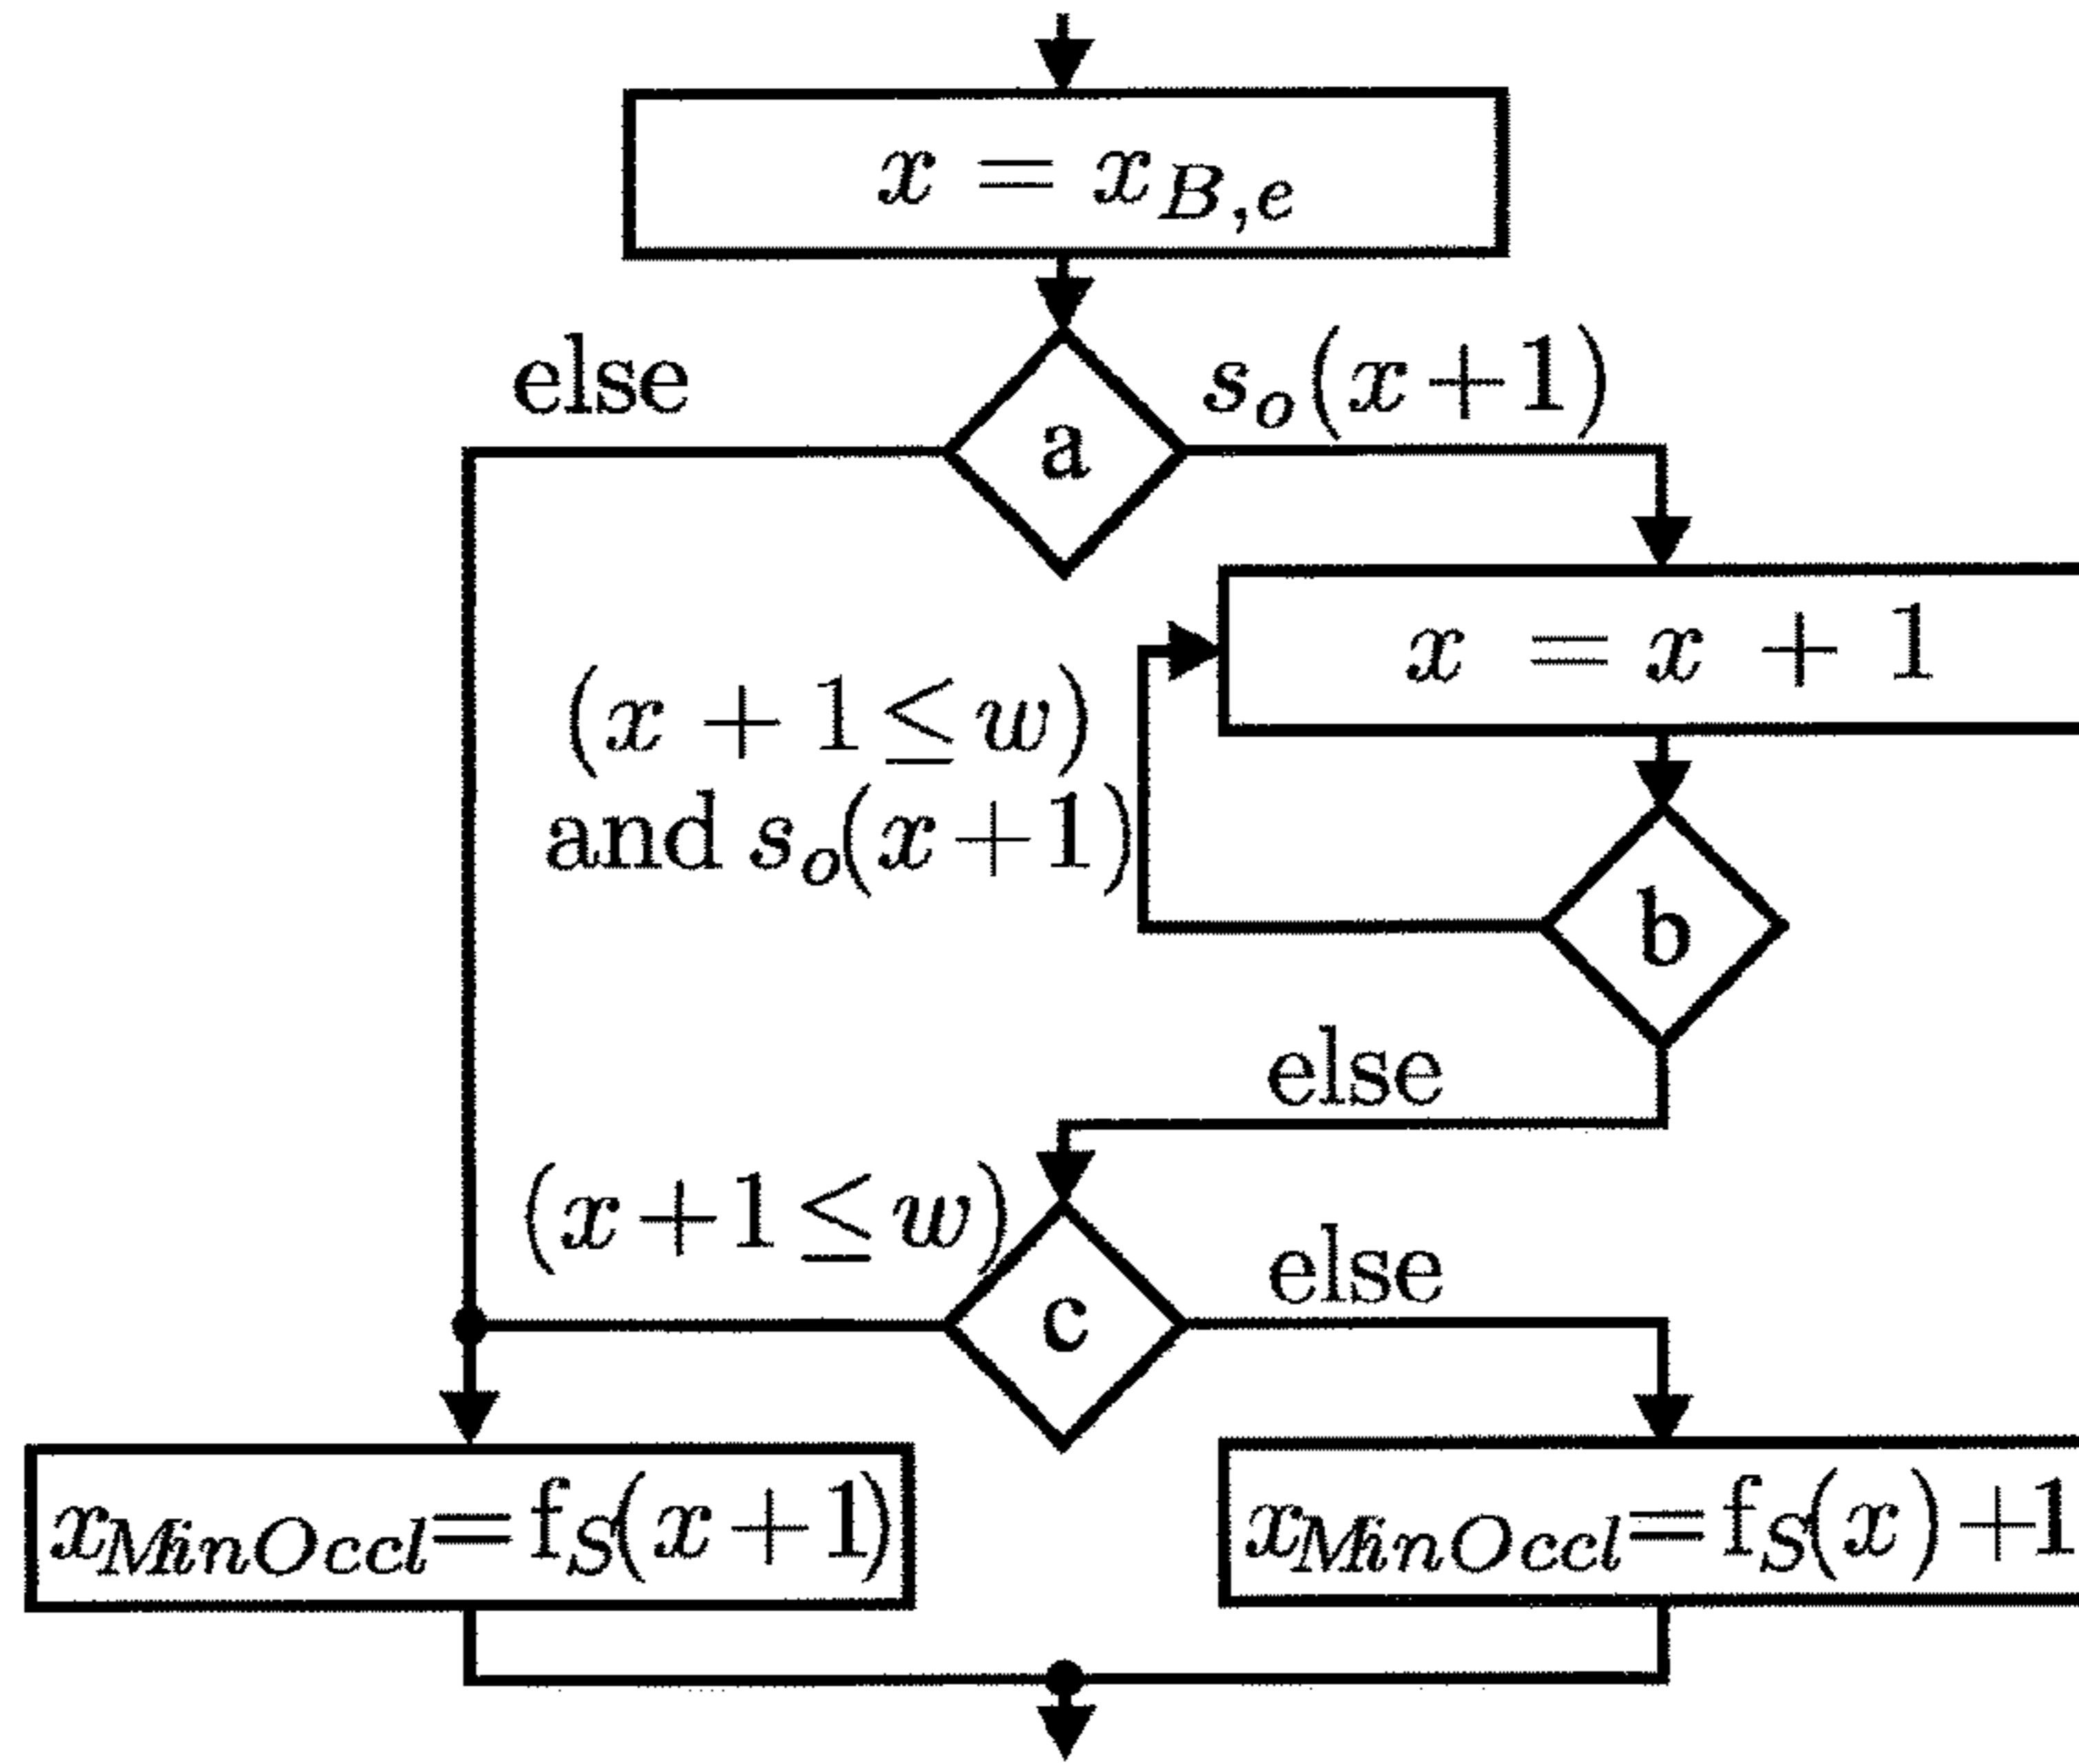 x = x_{B,e}
else
s_o(x+1)
a
x = x + 1
(x + 1 ≤ w)
and s_o(x+1)
b
else
(x+1 ≤ w)
else
c
x_{MinOccl}=f_S(x+1)
x_{MinOccl}=f_S(x)+1